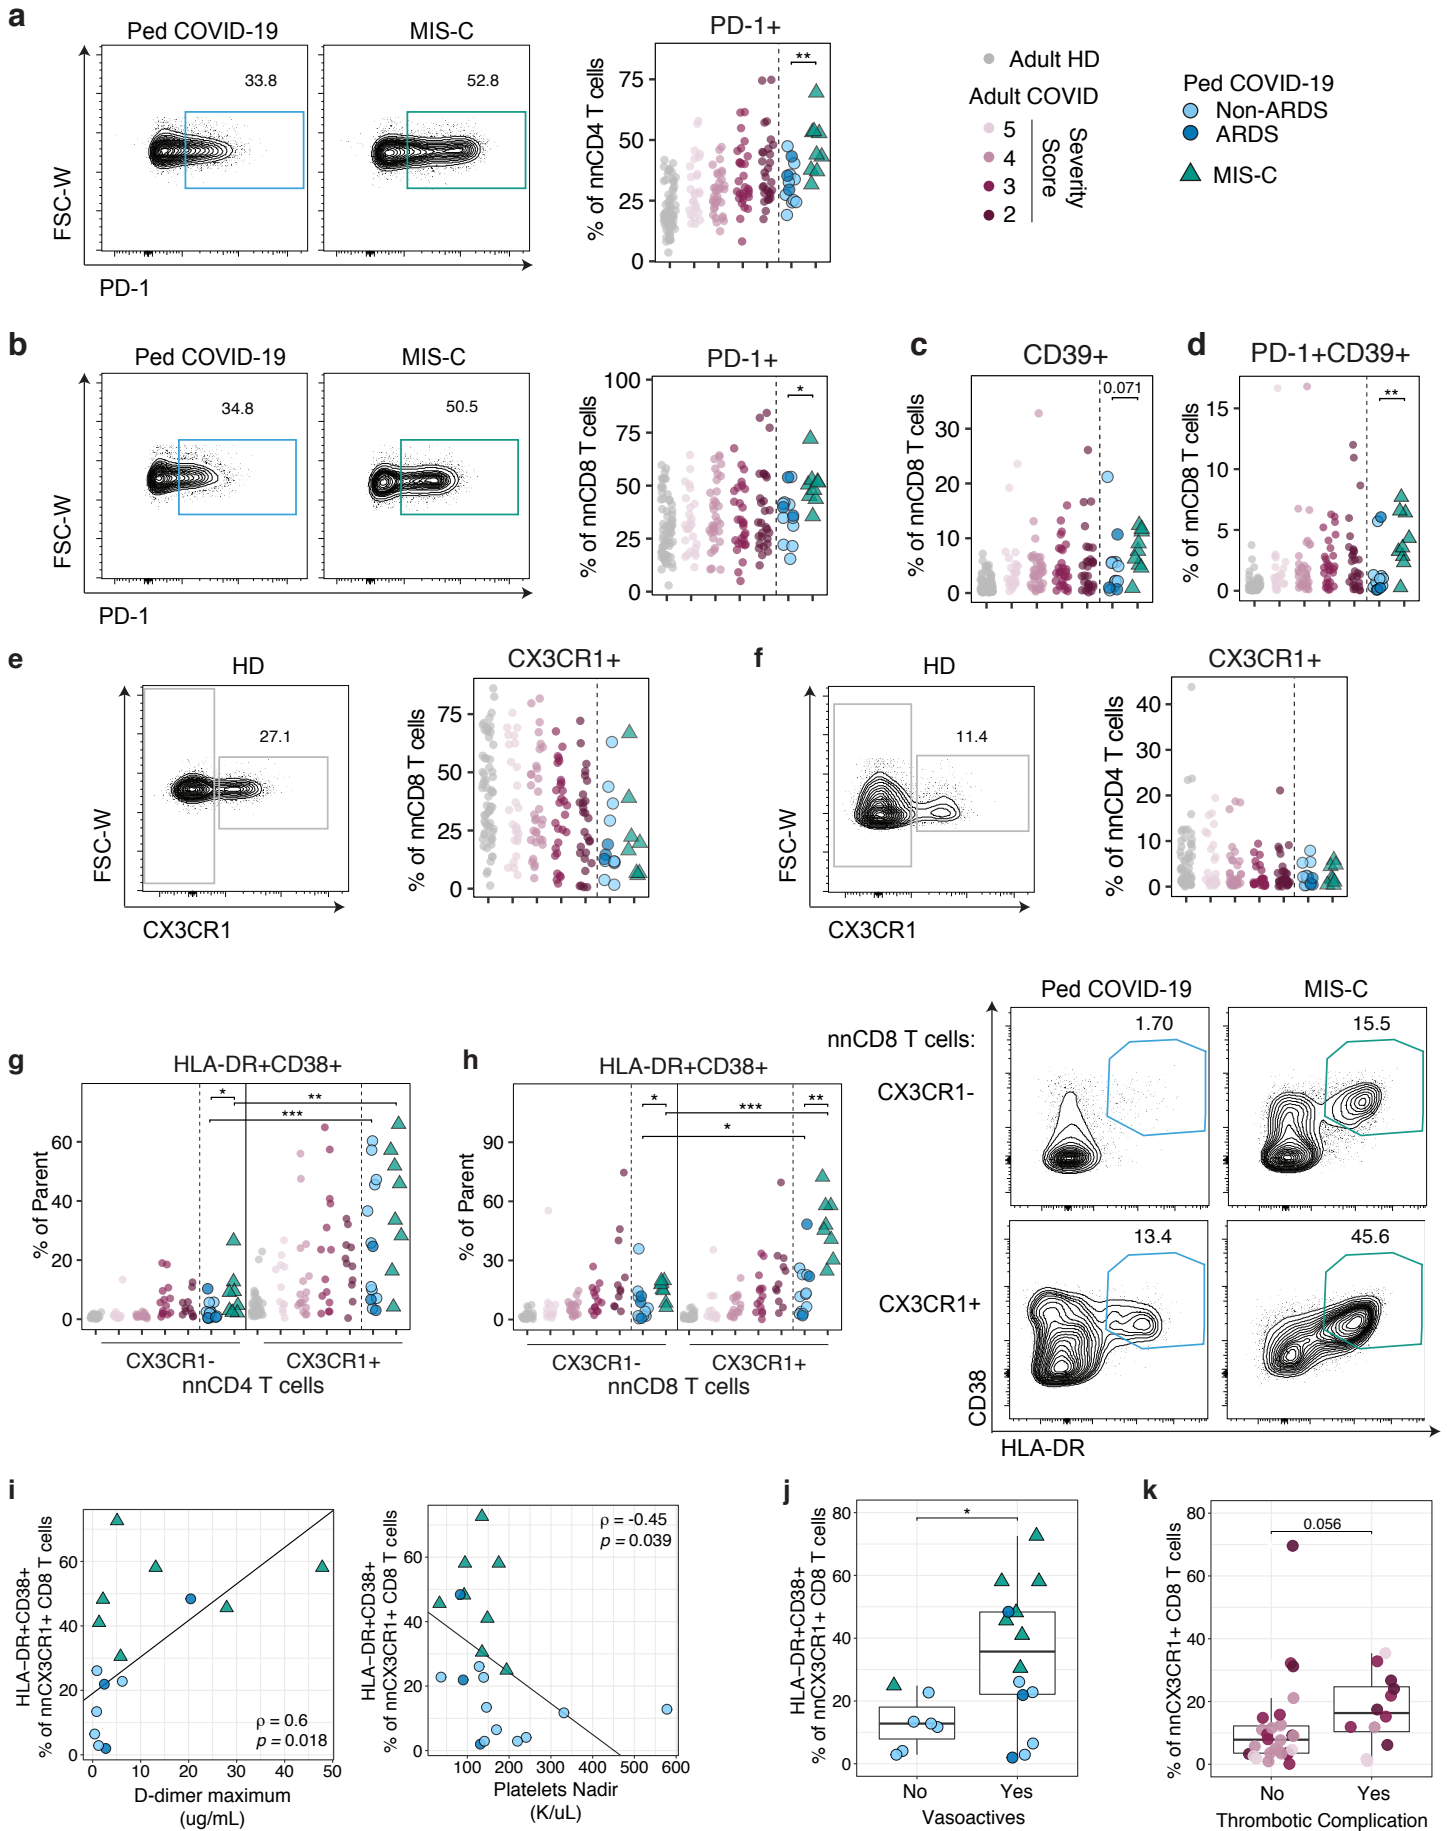 a
Ped COVID-19
MIS-C
33.8
52.8
FSC-W
PD-1
PD-1+
% of nnCD4 T cells
75
50
25
0
**
Adult HD
Adult COVID
5
4
3
2
Severity
Score
Ped COVID-19
Non-ARDS
ARDS
MIS-C
b
Ped COVID-19
MIS-C
34.8
50.5
FSC-W
PD-1
PD-1+
% of nnCD8 T cells
100
75
50
25
0
*
c
CD39+
% of nnCD8 T cells
30
20
10
0
0.071
d
PD-1+CD39+
% of nnCD8 T cells
15
10
5
0
**
e
HD
27.1
FSC-W
CX3CR1
CX3CR1+
% of nnCD8 T cells
75
50
25
0
f
HD
11.4
FSC-W
CX3CR1
CX3CR1+
% of nnCD4 T cells
40
30
20
10
0
g
HLA-DR+CD38+
% of Parent
60
40
20
0
*
**
***
CX3CR1-
CX3CR1+
nnCD4 T cells
h
HLA-DR+CD38+
% of Parent
90
60
30
0
*
***
**
*
CX3CR1-
CX3CR1+
nnCD8 T cells
Ped COVID-19
MIS-C
nnCD8 T cells:
CX3CR1-
1.70
15.5
CX3CR1+
13.4
45.6
CD38
HLA-DR
i
HLA–DR+CD38+
% of nnCX3CR1+ CD8 T cells
60
40
20
0
ρ = 0.6
p = 0.018
0 10 20 30 40 50
D-dimer maximum
(ug/mL)
HLA–DR+CD38+
% of nnCX3CR1+ CD8 T cells
60
40
20
0
ρ = -0.45
p = 0.039
100 200 300 400 500 600
Platelets Nadir
(K/uL)
j
HLA–DR+CD38+
% of nnCX3CR1+ CD8 T cells
80
60
40
20
0
*
No Yes
Vasoactives
k
% of nnCX3CR1+ CD8 T cells
80
60
40
20
0
0.056
No Yes
Thrombotic Complication